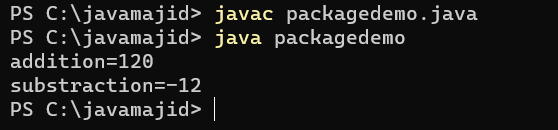 PS C:\javamajid> javac packagedemo.java
PS C:\javamajid> java packagedemo
addition=120
substraction=-12
PS C:\javamajid>